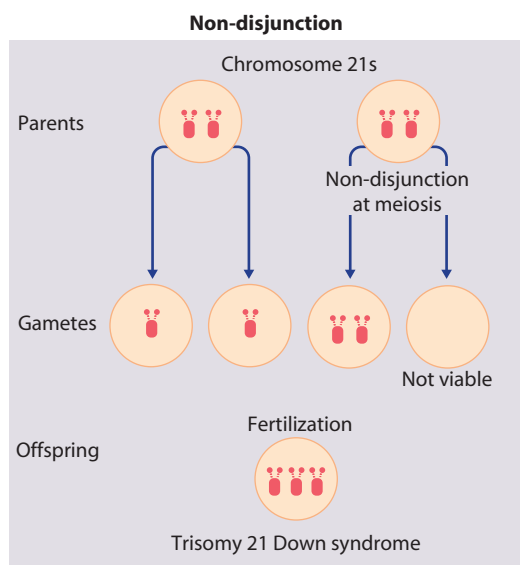 Non-disjunction
Chromosome 21s
Parents
Non-disjunction
at meiosis
Gametes
Not viable
Fertilization
Offspring
Trisomy 21 Down syndrome